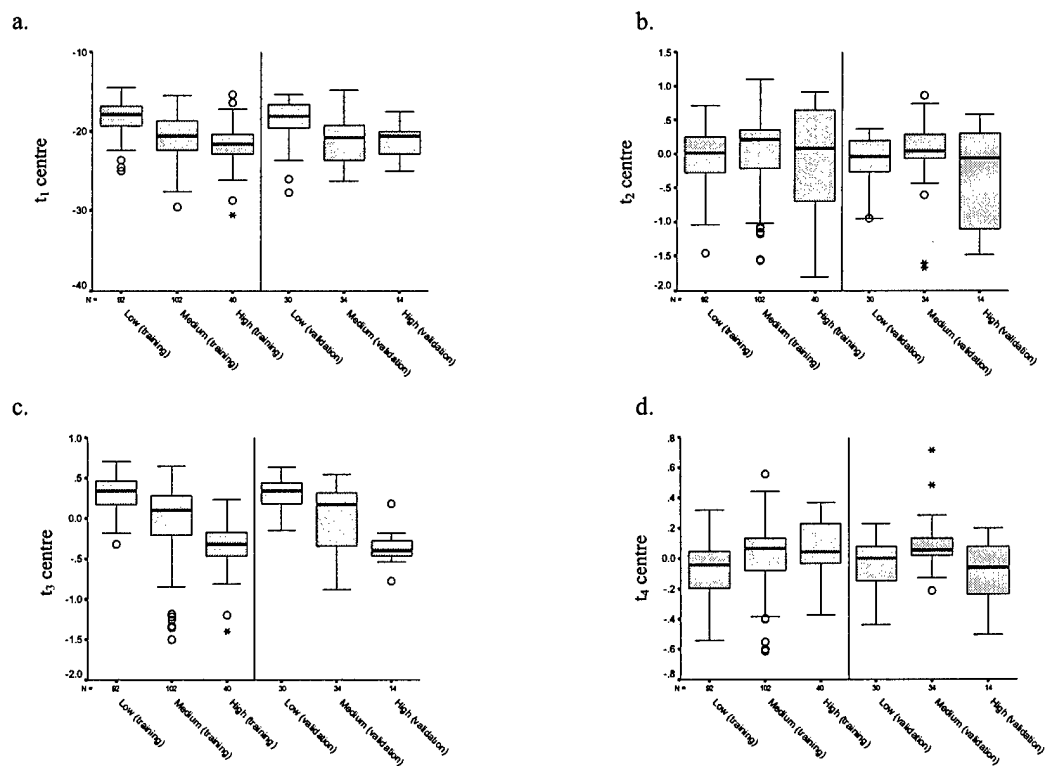 a.
t1 centre
-10
-20
-30
-40
N = 92 102 40 30 34 14
Low (training)
Medium (training)
High (training)
Low (validation)
Medium (validation)
High (validation)
b.
t2 centre
1.5
1.0
.5
0.0
-.5
-1.0
-1.5
-2.0
N = 92 102 40 30 34 14
Low (training)
Medium (training)
High (training)
Low (validation)
Medium (validation)
High (validation)
c.
t3 centre
1.0
.5
0.0
-.5
-1.0
-1.5
-2.0
N = 92 102 40 30 34 14
Low (training)
Medium (training)
High (training)
Low (validation)
Medium (validation)
High (validation)
d.
t4 centre
.8
.6
.4
.2
0.0
-.2
-.4
-.6
-.8
N = 92 102 40 30 34 14
Low (training)
Medium (training)
High (training)
Low (validation)
Medium (validation)
High (validation)